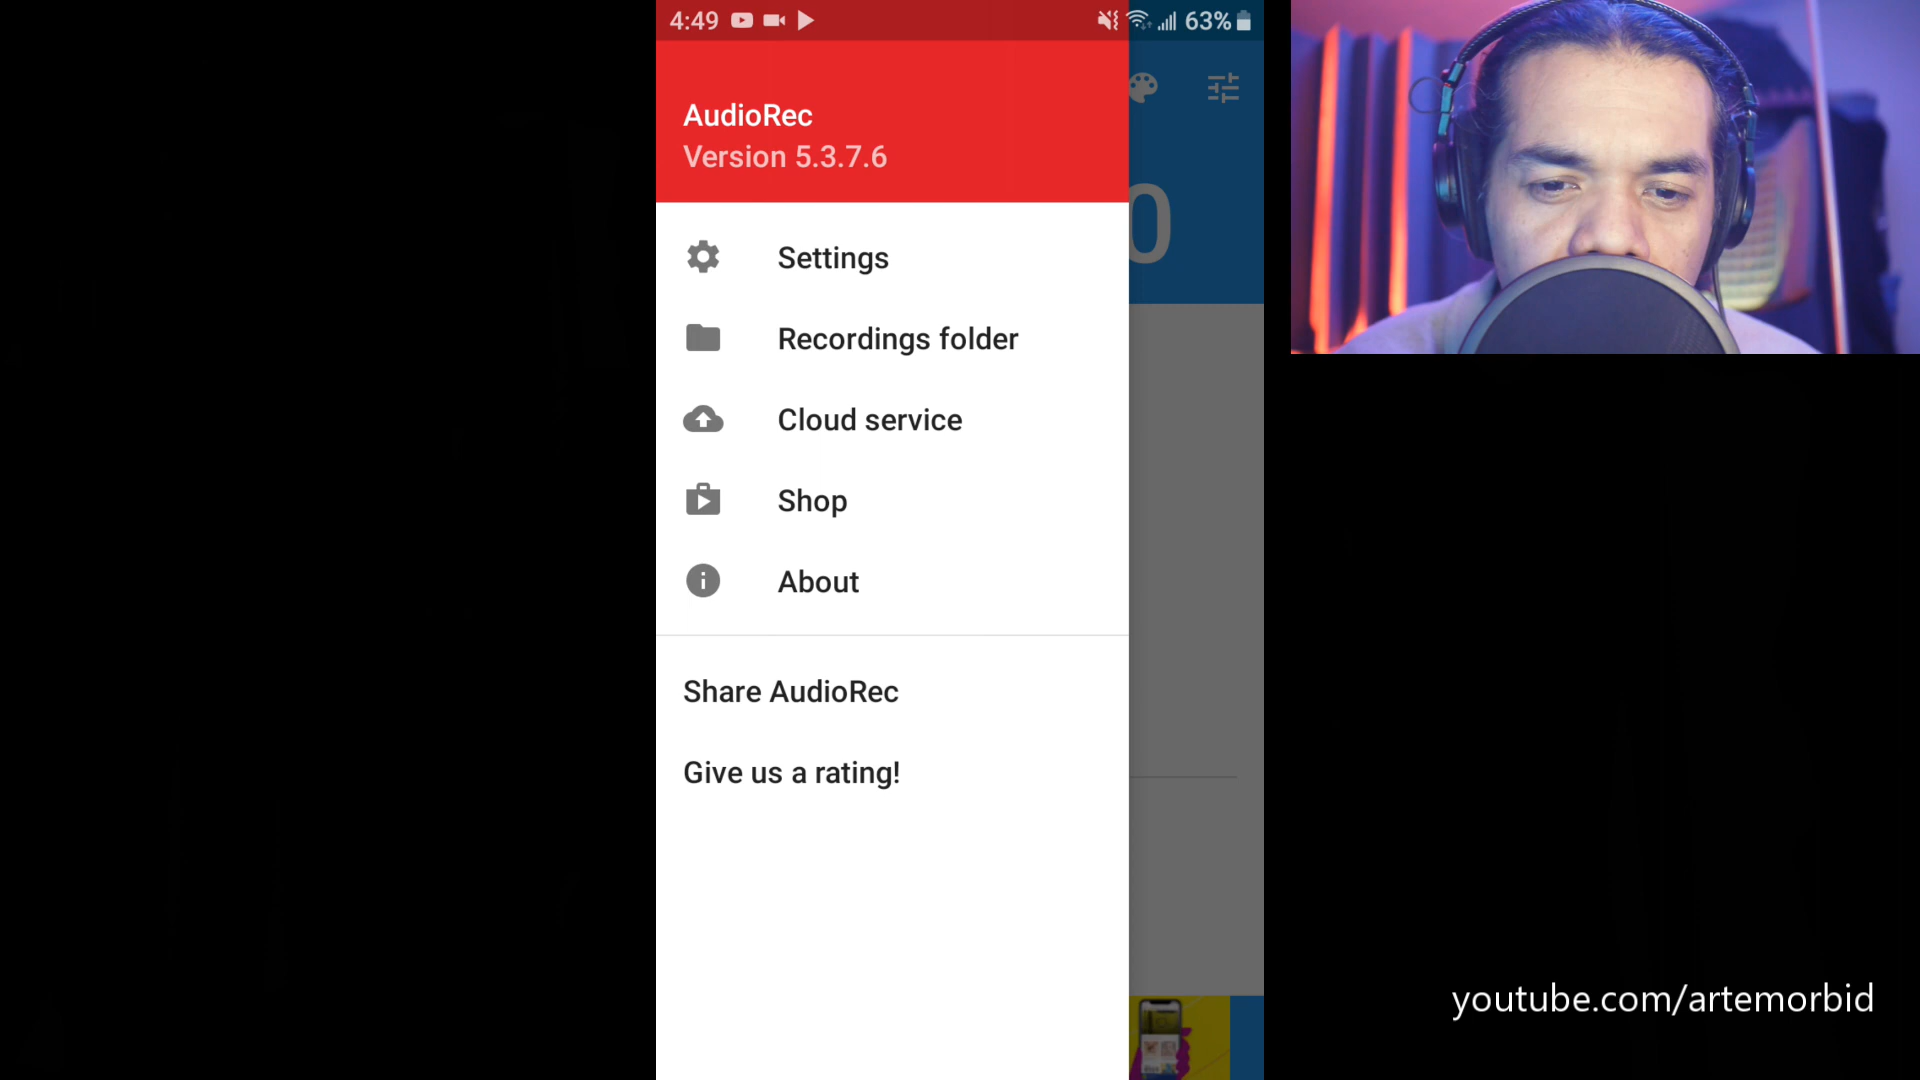 4:49
63%
AudioRec
Version 5.3.7.6
0
Settings
Recordings folder
Cloud service
Shop
About
Share AudioRec
Give us a rating!
youtube.com/artemorbid